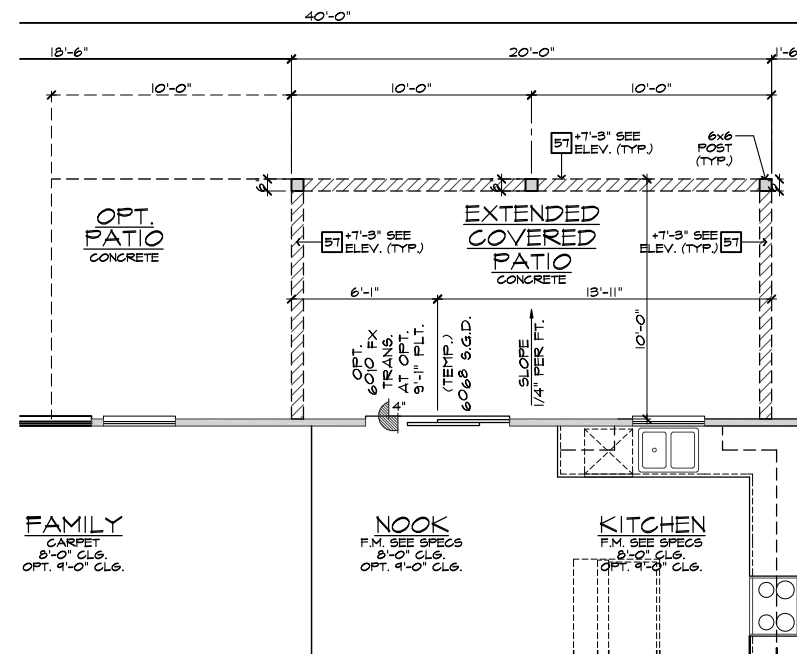 40'-0"
18'-6"
20'-0"
1'-6
10'-0"
10'-0"
10'-0"
57
+7'-3" SEE
ELEV. (TYP.)
6x6
POST
(TYP.)
6
6
6
OPT.
PATIO
CONCRETE
EXTENDED
COVERED
PATIO
CONCRETE
57
+7'-3" SEE
ELEV. (TYP.)
+7'-3" SEE
ELEV. (TYP.)
57
6'-1"
13'-11"
10'-0"
OPT.
6010 FX
TRANS.
AT OPT.
9'-1" PLT.
(TEMP.)
6068 S.G.D.
SLOPE
1/4" PER FT.
4"
FAMILY
CARPET
8'-0" CLG.
OPT. 9'-0" CLG.
NOOK
F.M. SEE SPECS
8'-0" CLG.
OPT. 9'-0" CLG.
KITCHEN
F.M. SEE SPECS
8'-0" CLG.
OPT. 9'-0" CLG.